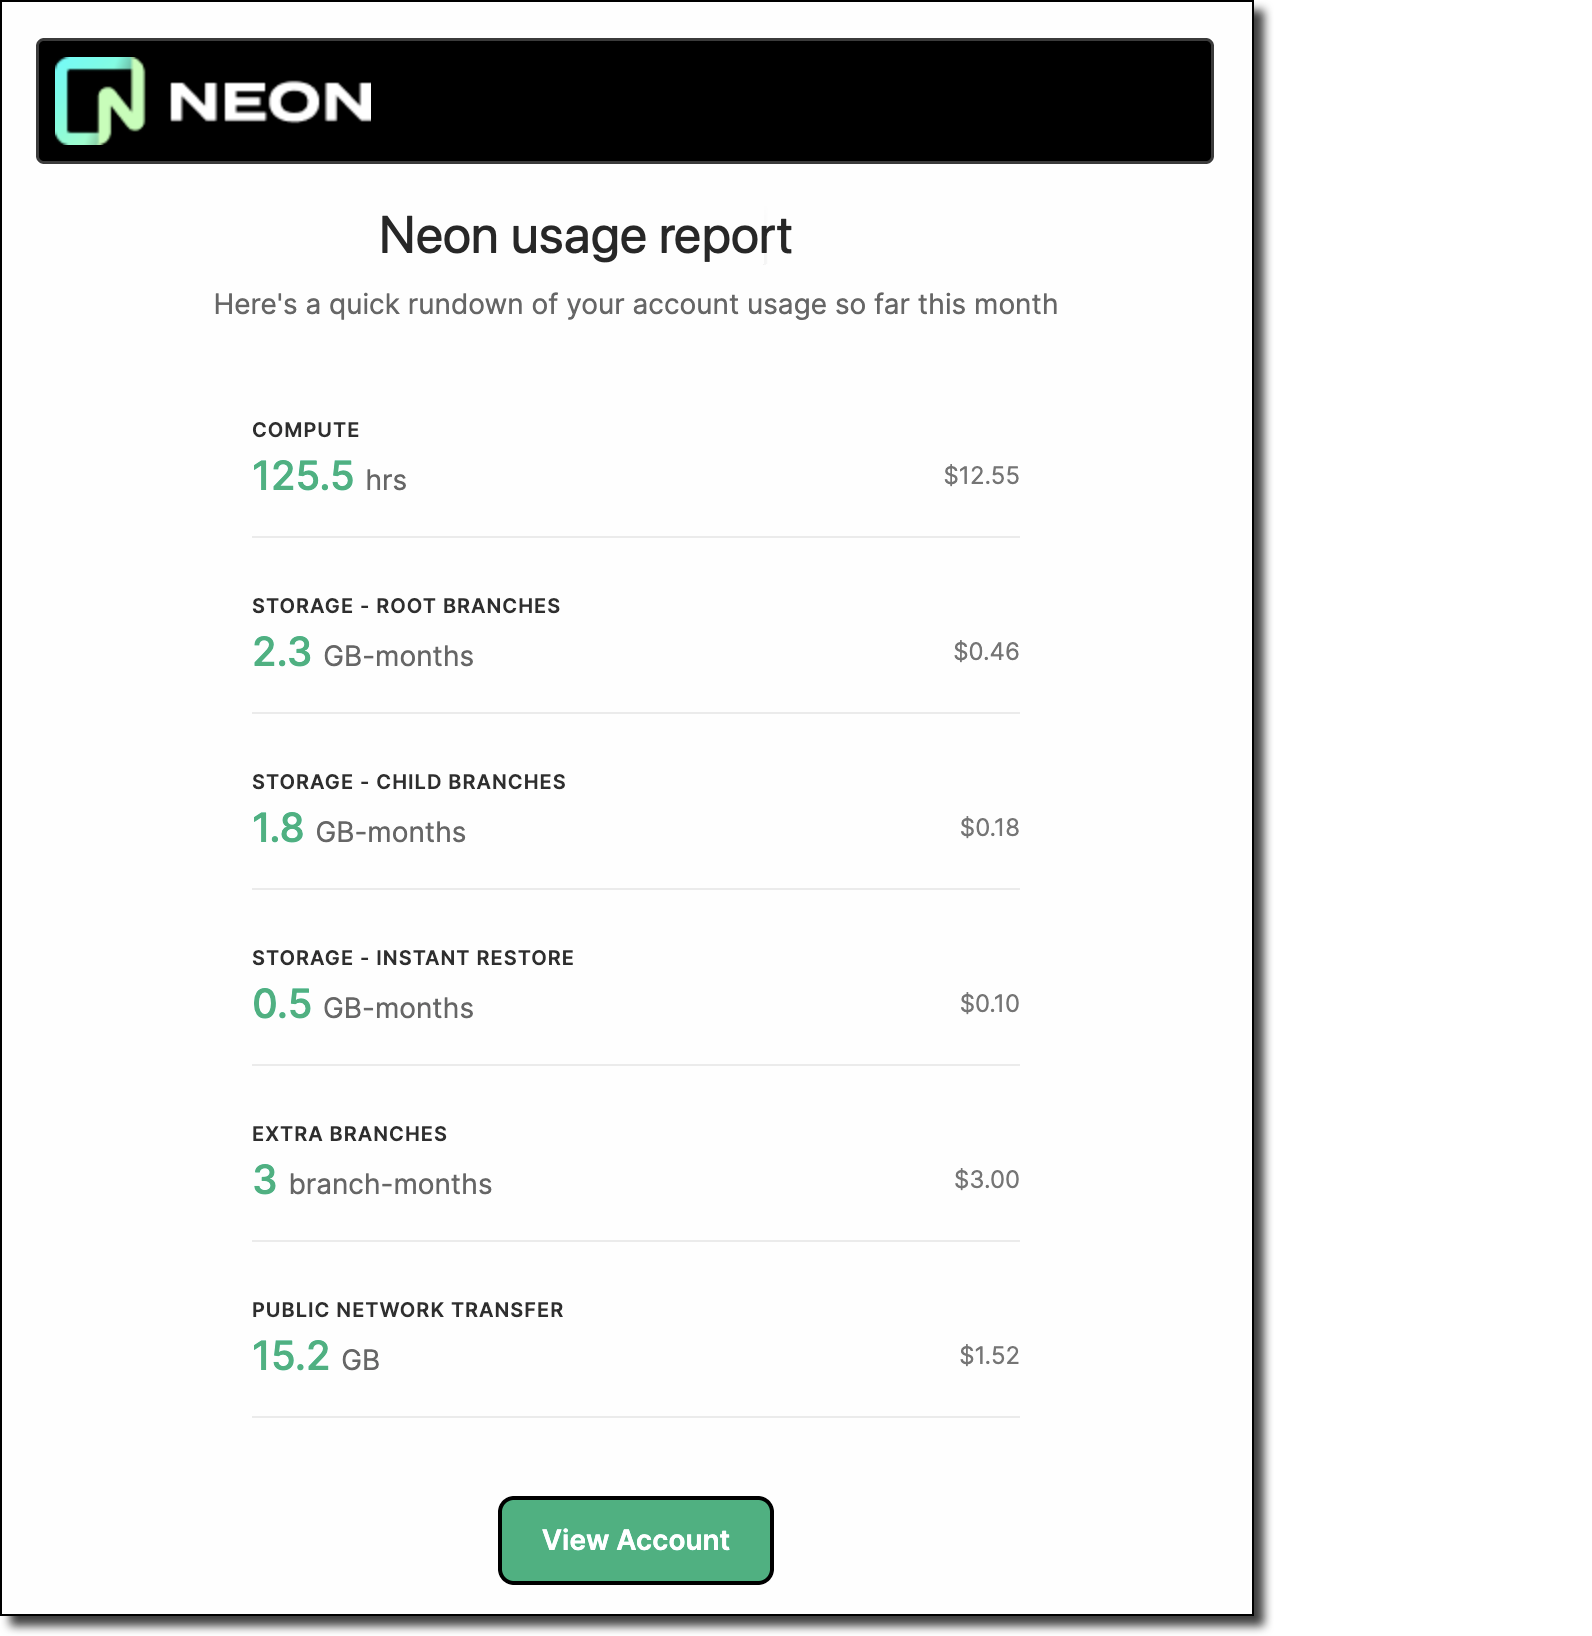 NEON
Neon usage report
Here's a quick rundown of your account usage so far this month
COMPUTE
125.5 hrs $12.55
STORAGE - ROOT BRANCHES
2.3 GB-months $0.46
STORAGE - CHILD BRANCHES
1.8 GB-months $0.18
STORAGE - INSTANT RESTORE
0.5 GB-months $0.10
EXTRA BRANCHES
3 branch-months $3.00
PUBLIC NETWORK TRANSFER
15.2 GB $1.52
View Account